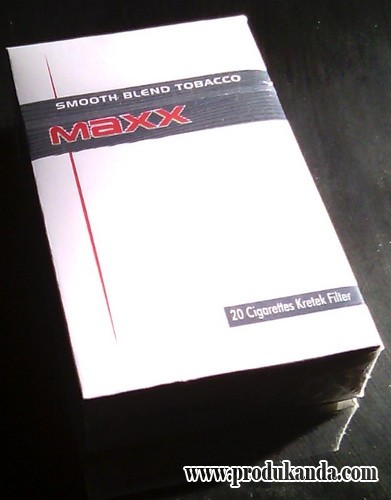 SMOOTH BLEND TOBACCO
maxx
20 Cigarettes Kretek Filter
www.produkanda.com